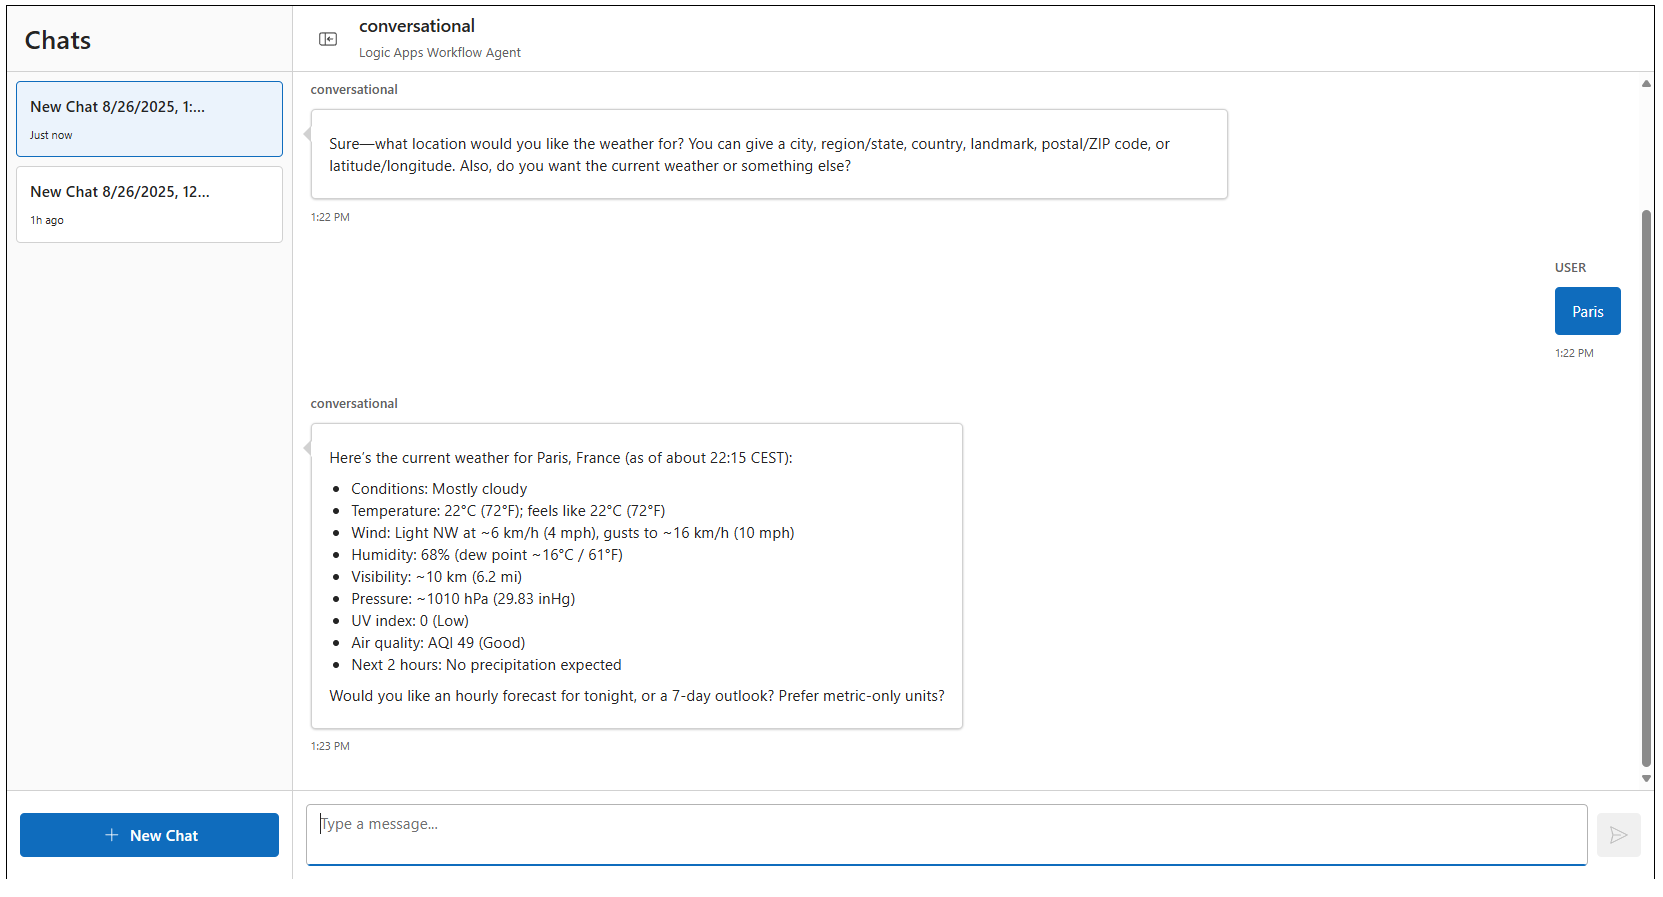 Chats
New Chat 8/26/2025, 1:...
Just now
New Chat 8/26/2025, 12...
1h ago
New Chat
conversational
Logic Apps Workflow Agent
conversational
Sure—what location would you like the weather for? You can give a city, region/state, country, landmark, postal/ZIP code, or
latitude/longitude. Also, do you want the current weather or something else?
1:22 PM
USER
Paris
1:22 PM
conversational
Here’s the current weather for Paris, France (as of about 22:15 CEST):
• Conditions: Mostly cloudy
• Temperature: 22°C (72°F); feels like 22°C (72°F)
• Wind: Light NW at ~6 km/h (4 mph), gusts to ~16 km/h (10 mph)
• Humidity: 68% (dew point ~16°C / 61°F)
• Visibility: ~10 km (6.2 mi)
• Pressure: ~1010 hPa (29.83 inHg)
• UV index: 0 (Low)
• Air quality: AQI 49 (Good)
• Next 2 hours: No precipitation expected
Would you like an hourly forecast for tonight, or a 7-day outlook? Prefer metric-only units?
1:23 PM
Type a message...